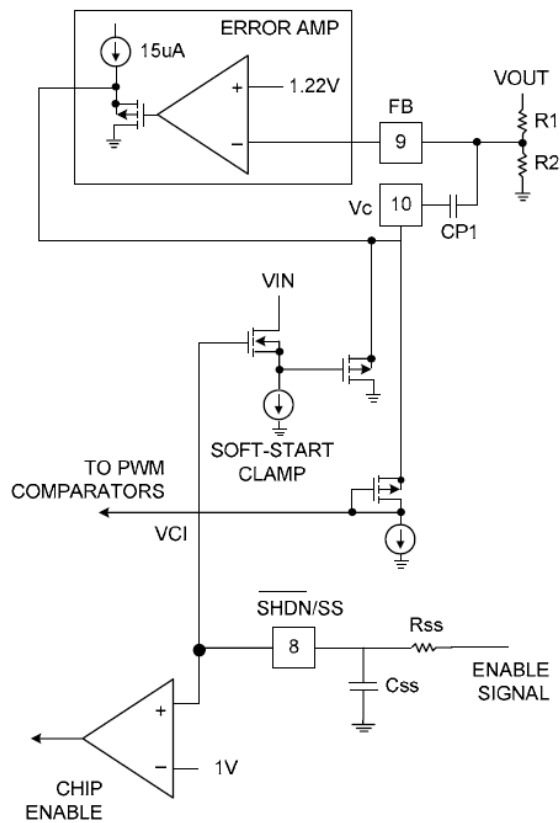 ERROR AMP
15uA
1.22V
VOUT
FB
R1
9
R2
Vc
10
CP1
VIN
SOFT-START
CLAMP
TO PWM
COMPARATORS
VCI
SHDN/SS
8
Rss
Css
ENABLE
SIGNAL
1V
CHIP
ENABLE